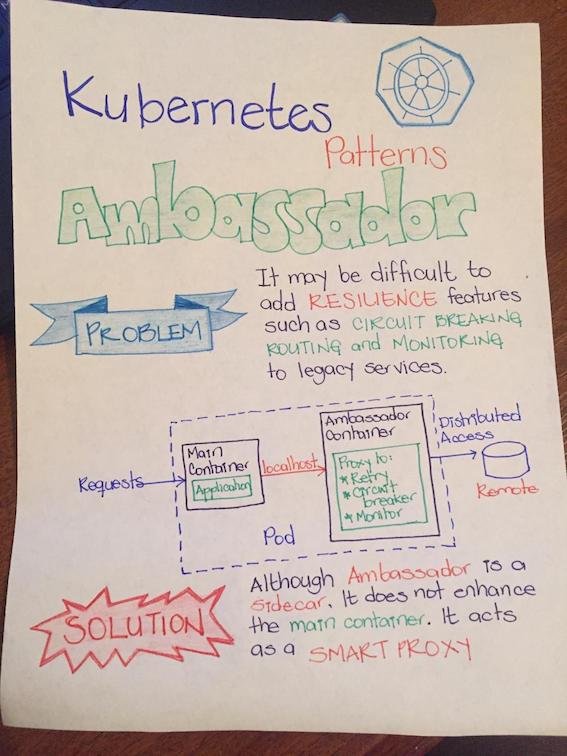 Kubernetes
Patterns
Ambassador
PROBLEM
It may be difficult to
add RESILIENCE features
such as CIRCUIT BREAKING
ROUTING and MONITORING
to legacy services.
Requests
Main
Container
Application
localhost
Ambassador
Container
Proxy to:
* Retry
* Circuit
breaker
* Monitor
Pod
Distributed
Access
Remote
SOLUTION
Although Ambassador is a
sidecar. It does not enhance
the main container. It acts
as a SMART PROXY